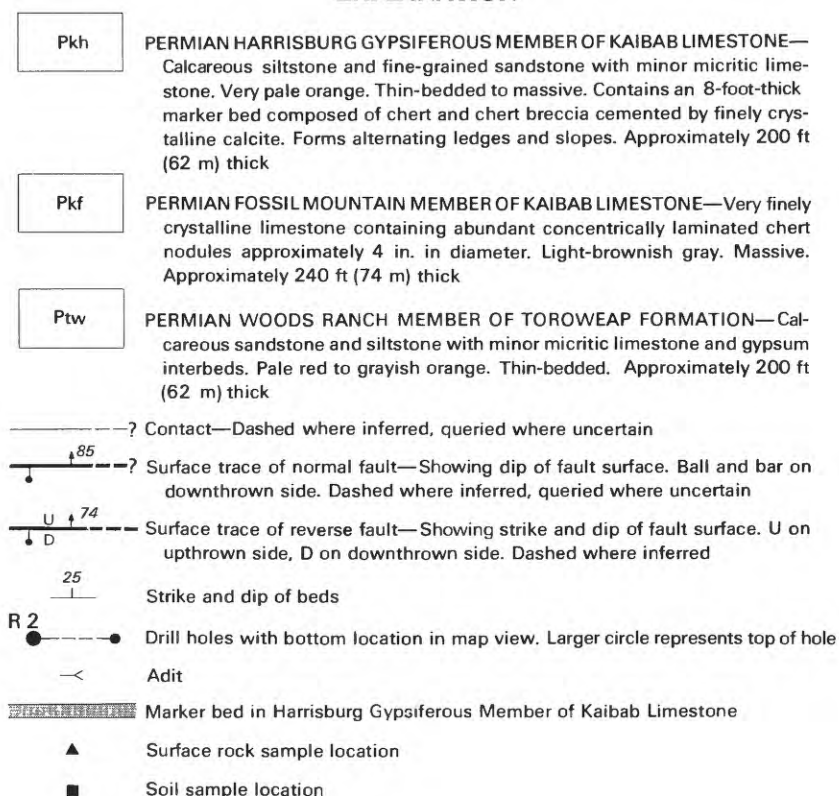 Pkh
PERMIAN HARRISBURG GYPSIFEROUS MEMBER OF KAIBAB LIMESTONE—
Calcareous siltstone and fine-grained sandstone with minor micritic lime-
stone. Very pale orange. Thin-bedded to massive. Contains an 8-foot-thick
marker bed composed of chert and chert breccia cemented by finely crys-
talline calcite. Forms alternating ledges and slopes. Approximately 200 ft
(62 m) thick
Pkf
PERMIAN FOSSIL MOUNTAIN MEMBER OF KAIBAB LIMESTONE—Very finely
crystalline limestone containing abundant concentrically laminated chert
nodules approximately 4 in. in diameter. Light-brownish gray. Massive.
Approximately 240 ft (74 m) thick
Ptw
PERMIAN WOODS RANCH MEMBER OF TOROWEAP FORMATION—Cal-
careous sandstone and siltstone with minor micritic limestone and gypsum
interbeds. Pale red to grayish orange. Thin-bedded. Approximately 200 ft
(62 m) thick
? Contact—Dashed where inferred, queried where uncertain
85
? Surface trace of normal fault—Showing dip of fault surface. Ball and bar on
downthrown side. Dashed where inferred, queried where uncertain
U 74
D
Surface trace of reverse fault—Showing strike and dip of fault surface. U on
upthrown side, D on downthrown side. Dashed where inferred
25
Strike and dip of beds
R 2
Drill holes with bottom location in map view. Larger circle represents top of hole
Adit
Marker bed in Harrisburg Gypsiferous Member of Kaibab Limestone
Surface rock sample location
Soil sample location